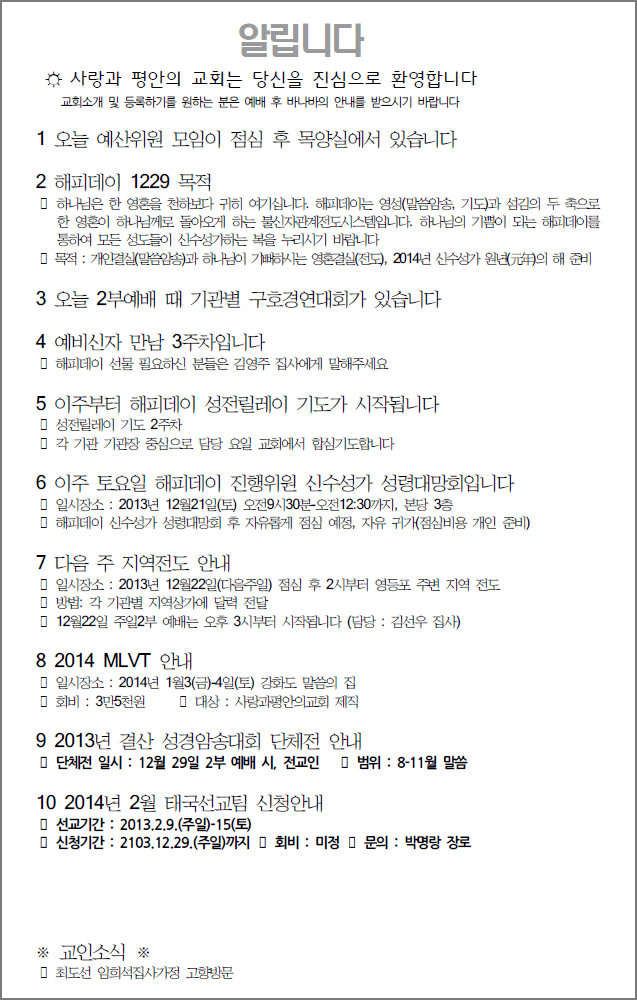 알립니다
☼ 사랑과 평안의 교회는 당신을 진심으로 환영합니다
교회소개 및 등록하기를 원하는 분은 예배 후 바나바의 안내를 받으시기 바랍니다
1 오늘 예산위원 모임이 점심 후 목양실에서 있습니다
2 해피데이 1229 목적
▯ 하나님은 한 영혼을 천하보다 귀히 여기십니다. 해피데이는 영성(말씀암송, 기도)과 섬김의 두 축으로
한 영혼이 하나님께로 돌아오게 하는 불신자관계전도시스템입니다. 하나님의 기쁨이 되는 해피데이를
통하여 모든 성도들이 신수성가하는 복을 누리시기 바랍니다
▯ 목적 : 개인결실(말씀암송)과 하나님이 기뻐하시는 영혼결실(전도), 2014년 신수성가 원년(元年)의 해 준비
3 오늘 2부예배 때 기관별 구호경연대회가 있습니다
4 예비신자 만남 3주차입니다
▯ 해피데이 선물 필요하신 분들은 김영주 집사에게 말해주세요
5 이주부터 해피데이 성전릴레이 기도가 시작됩니다
▯ 성전릴레이 기도 2주차
▯ 각 기관 기관장 중심으로 담당 요일 교회에서 합심기도합니다
6 이주 토요일 해피데이 진행위원 신수성가 성령대망회입니다
▯ 일시장소 : 2013년 12월21일(토) 오전9시30분-오전12:30까지, 본당 3층
▯ 해피데이 신수성가 성령대망회 후 자유롭게 점심 예정, 자유 귀가(점심비용 개인 준비)
7 다음 주 지역전도 안내
▯ 일시장소 : 2013년 12월22일(다음주일) 점심 후 2시부터 영등포 주변 지역 전도
▯ 방법: 각 기관별 지역상가에 달력 전달
▯ 12월22일 주일2부 예배는 오후 3시부터 시작됩니다 (담당 : 김선우 집사)
8 2014 MLVT 안내
▯ 일시장소 : 2014년 1월3(금)-4일(토) 강화도 말씀의 집
▯ 회비 : 3만5천원 ▯ 대상 : 사랑과평안의교회 제직
9 2013년 결산 성경암송대회 단체전 안내
▯ 단체전 일시 : 12월 29일 2부 예배 시, 전교인 ▯ 범위 : 8-11월 말씀
10 2014년 2월 태국선교팀 신청안내
▯ 선교기간 : 2013.2.9.(주일)-15(토)
▯ 신청기간 : 2103.12.29.(주일)까지 ▯ 회비 : 미정 ▯ 문의 : 박명랑 장로
※ 교인소식 ※
▯ 최도선 임희석집사가정 고향방문